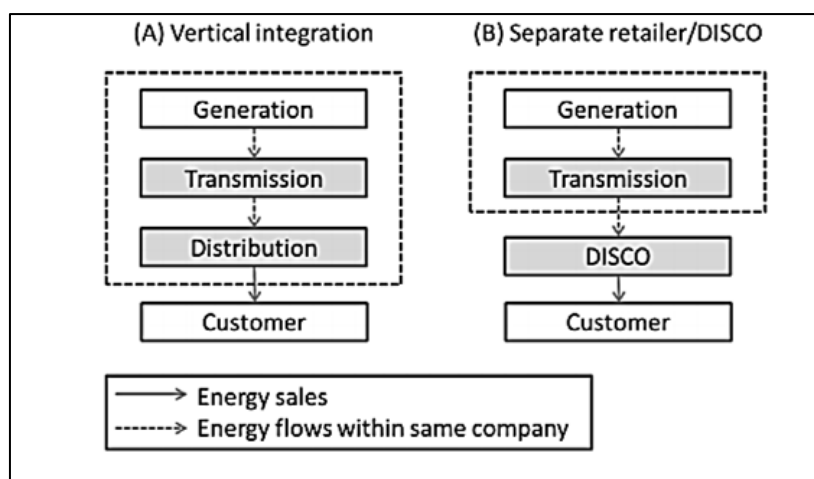 (A) Vertical integration
Generation
Transmission
Distribution
Customer
(B) Separate retailer/DISCO
Generation
Transmission
DISCO
Customer
Energy sales
Energy flows within same company